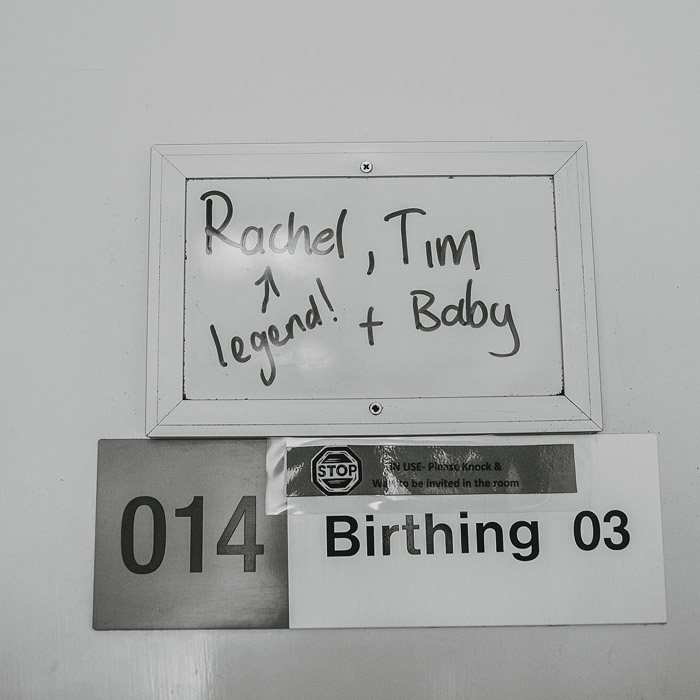 Rachel, Tim
↑
legend! + Baby
STOP
IN USE- Please Knock &
Wait to be invited in the room
014
Birthing 03